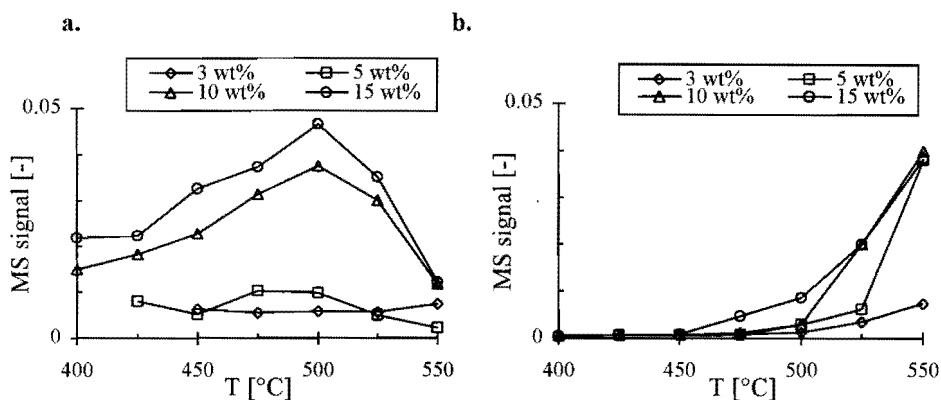 a.
3 wt% 5 wt%
10 wt% 15 wt%
0.05
MS signal [-]
0
400 450 500 550
T [°C]
b.
3 wt% 5 wt%
10 wt% 15 wt%
0.05
MS signal [-]
0
400 450 500 550
T [°C]